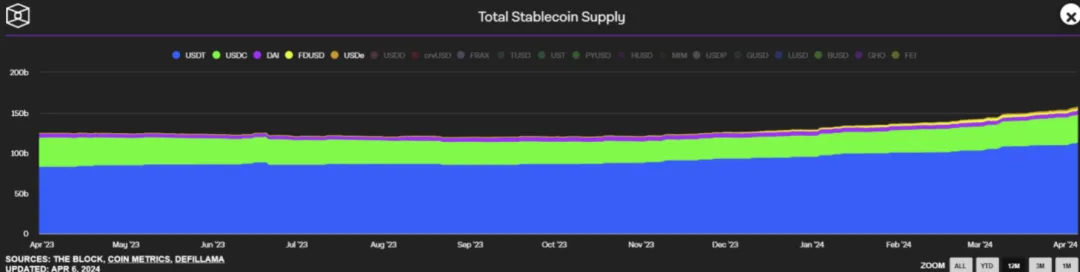 Total Stablecoin Supply
USDT USDC DAI FDUSD USDe USDD crvUSD FRAX TUSD UST PYUSD HUSD MIM USDP GUSD LUSD BUSD GHO FEI
200b
150b
100b
50b
0
Apr '23 May '23 Jun '23 Jul '23 Aug '23 Sep '23 Oct '23 Nov '23 Dec '23 Jan '24 Feb '24 Mar '24 Apr '24
SOURCES: THE BLOCK, COIN METRICS, DEFILLAMA
UPDATED: APR 6, 2024
ZOOM ALL YTD 12M 3M 1M